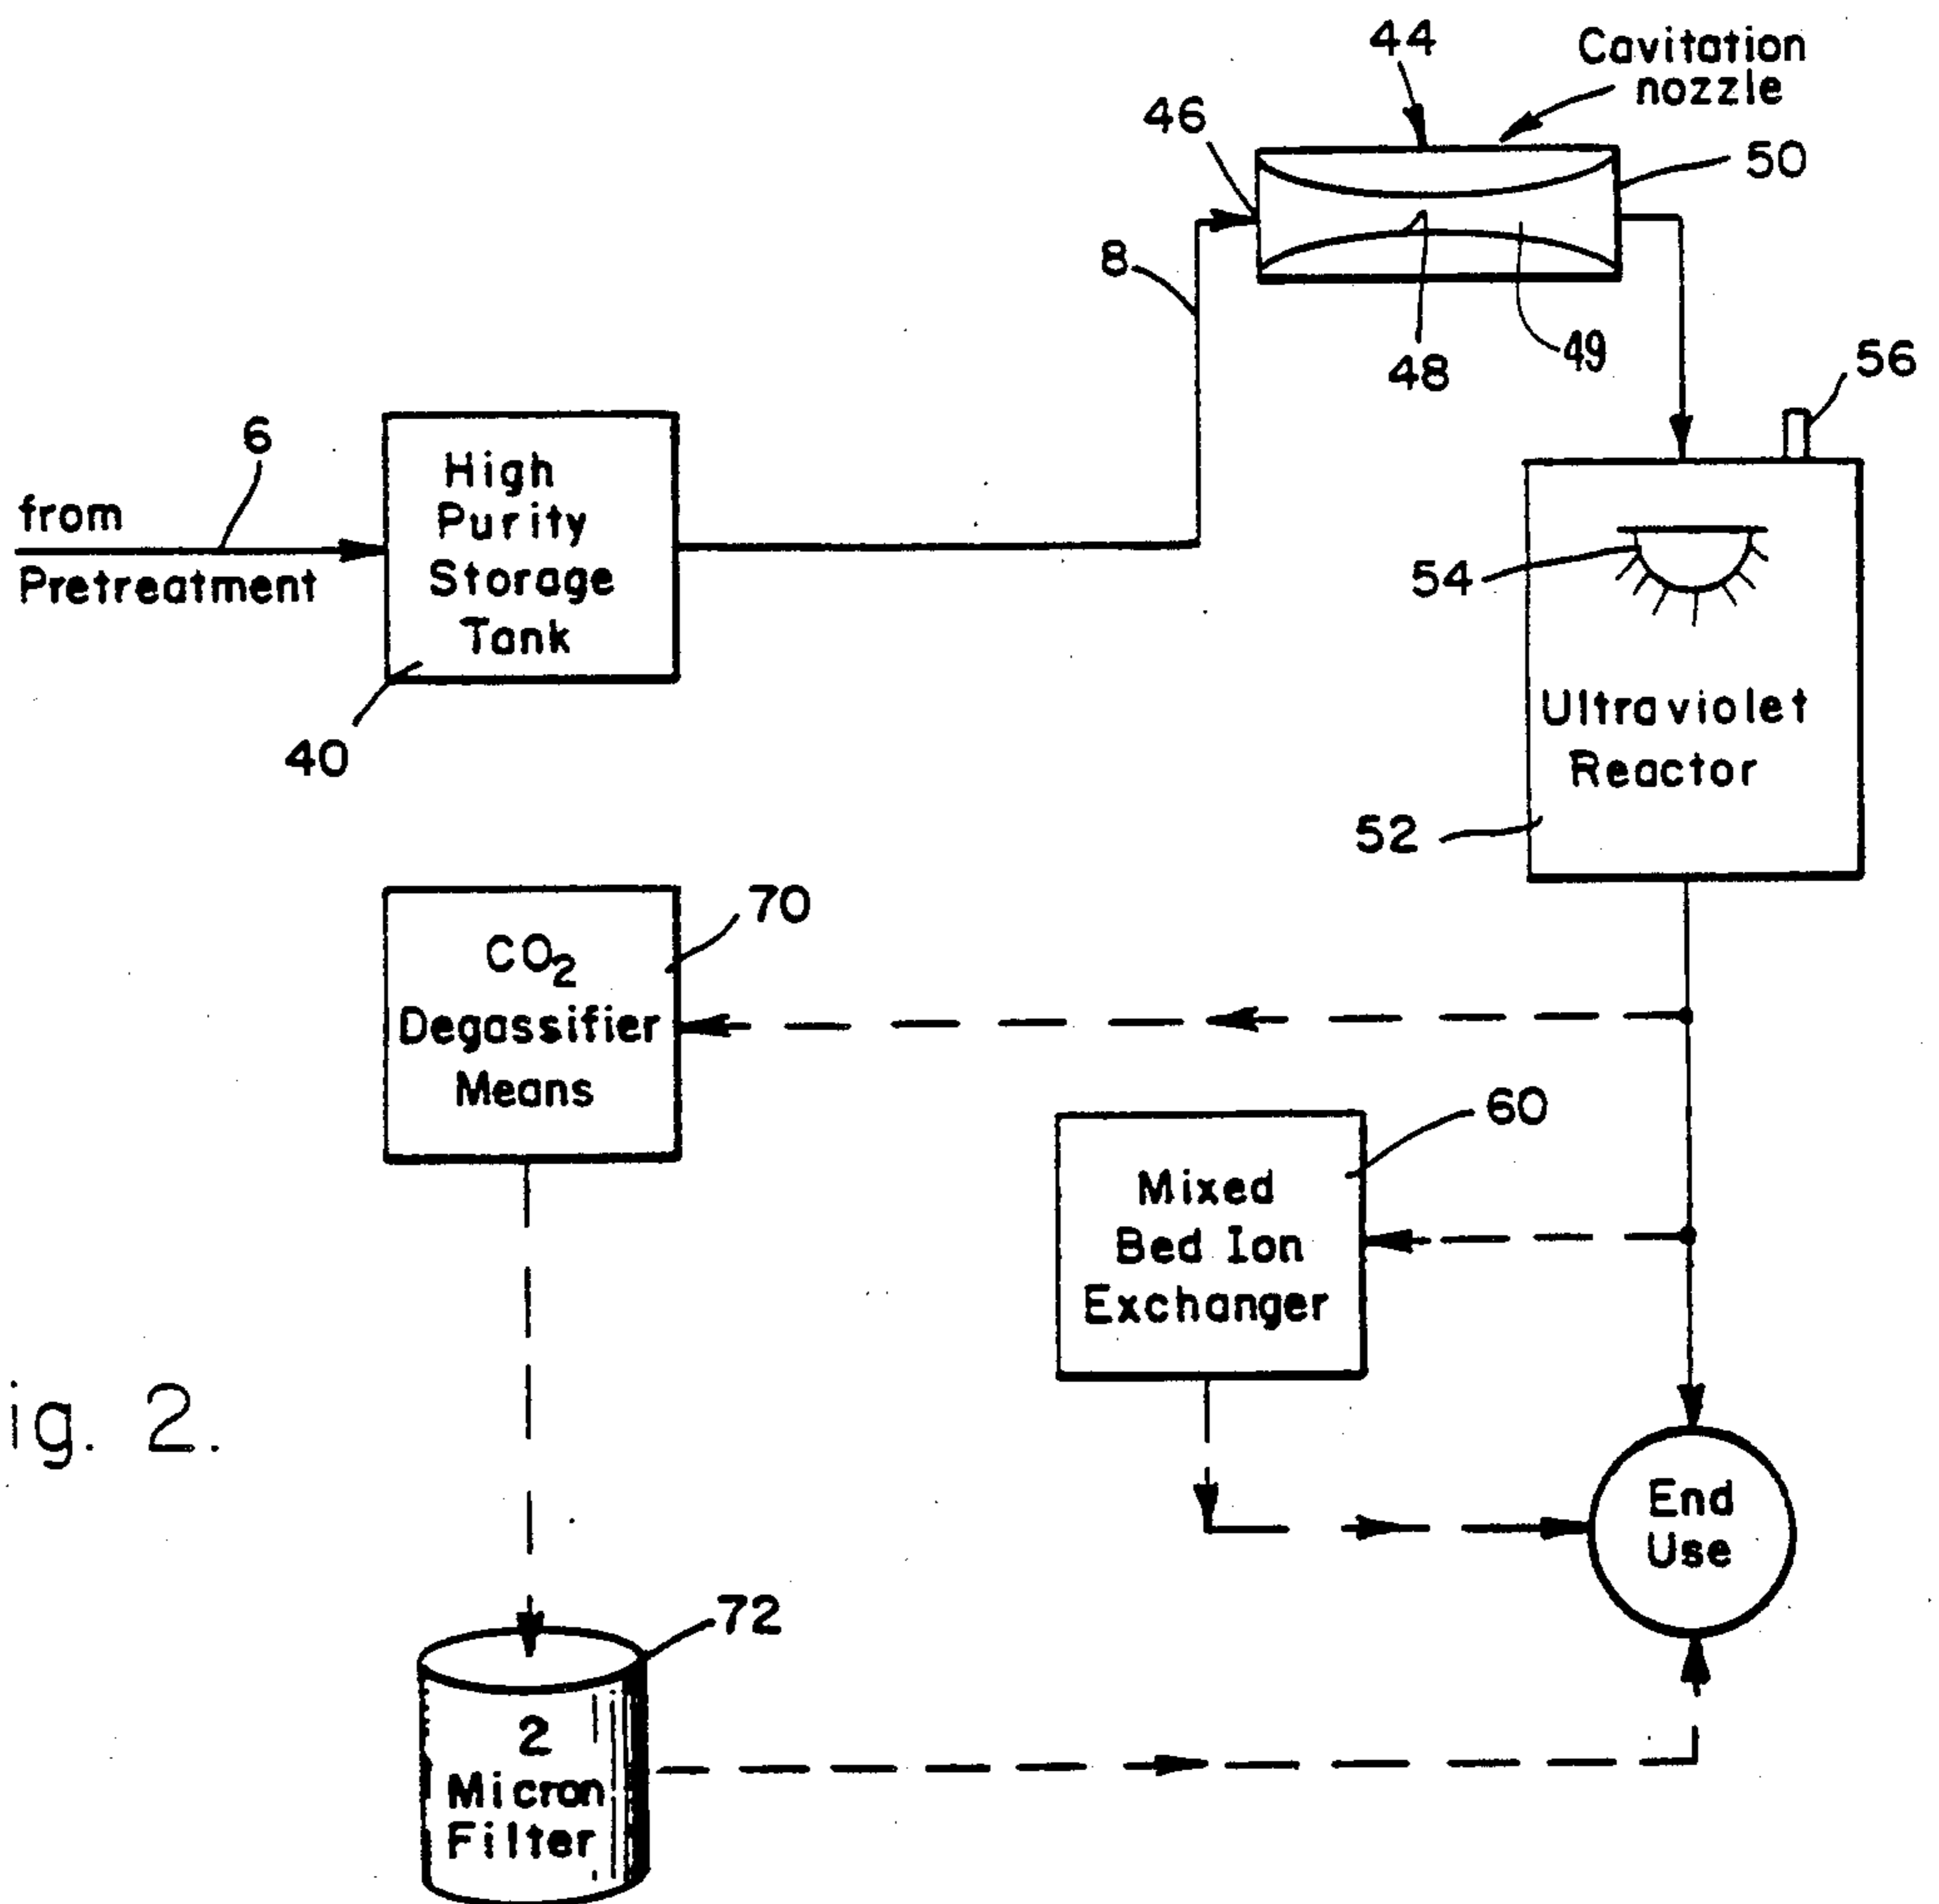 44
Cavitation
nozzle
46
50
8
48
49
56
6
from
Pretreatment
High
Purity
Storage
Tank
40
54
Ultraviolet
Reactor
52
CO2
Degassifier
Means
70
60
Mixed
Bed Ion
Exchanger
ig. 2.
End
Use
72
2
Micron
Filter